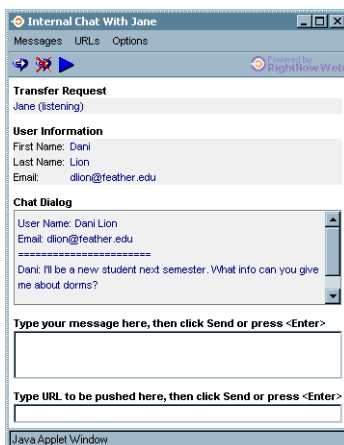 Internal Chat With Jane
Messages URLs Options
Powered by
RightNow Web
Transfer Request
Jane (listening)
User Information
First Name: Dani
Last Name: Lion
Email: dlion@feather.edu
Chat Dialog
User Name: Dani Lion
Email: dlion@feather.edu
=======================
Dani: I'll be a new student next semester. What info can you give
me about dorms?
Type your message here, then click Send or press <Enter>
Type URL to be pushed here, then click Send or press <Enter>
Java Applet Window